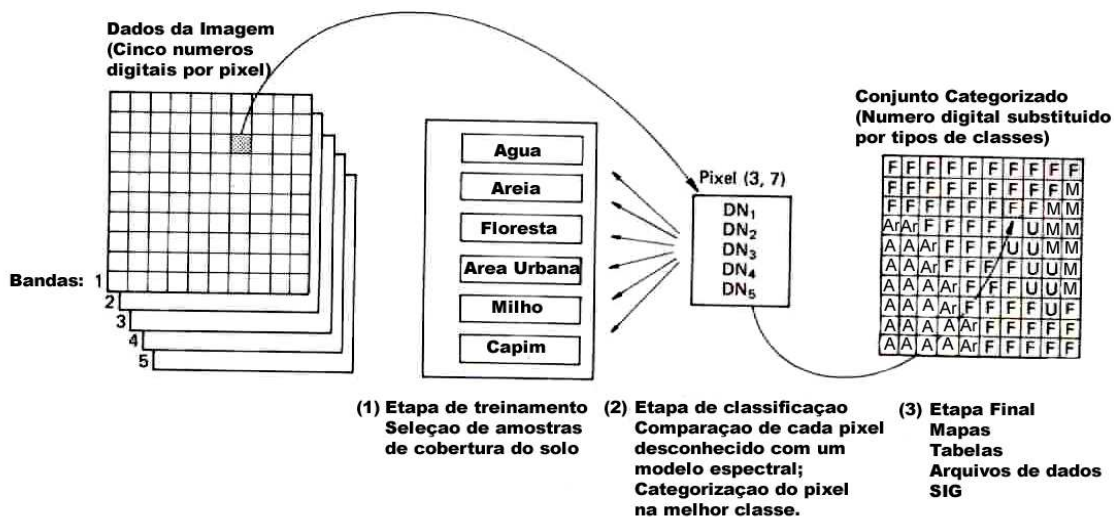 Dados da Imagem
(Cinco numeros
digitais por pixel)
Bandas: 1
2
3
4
5
Agua
Areia
Floresta
Area Urbana
Milho
Capim
Pixel (3, 7)
DN1
DN2
DN3
DN4
DN5
Conjunto Categorizado
(Numero digital substituido
por tipos de classes)
F F F F F F F F F F
F F F F F F F F F M
F F F F F F F F M M
Ar Ar F F F F F U M M
A A Ar F F F U U M M
A A Ar F F F F U U M
A A A Ar F F F U U M
A A A Ar F F F F U F
A A A A Ar F F F F F
A A A A Ar F F F F F
(1) Etapa de treinamento
Seleçao de amostras
de cobertura do solo
(2) Etapa de classificaçao
Comparaçao de cada pixel
desconhecido com um
modelo espectral;
Categorizaçao do pixel
na melhor classe.
(3) Etapa Final
Mapas
Tabelas
Arquivos de dados
SIG